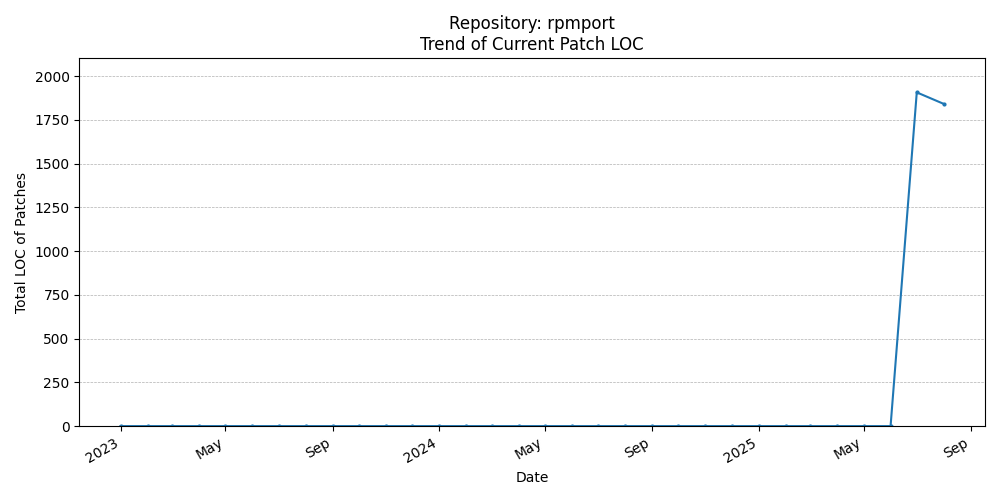 Repository: rpmport
Trend of Current Patch LOC
Total LOC of Patches
2000
1750
1500
1250
1000
750
500
250
0
2023 May Sep 2024 May Sep 2025 May Sep
Date